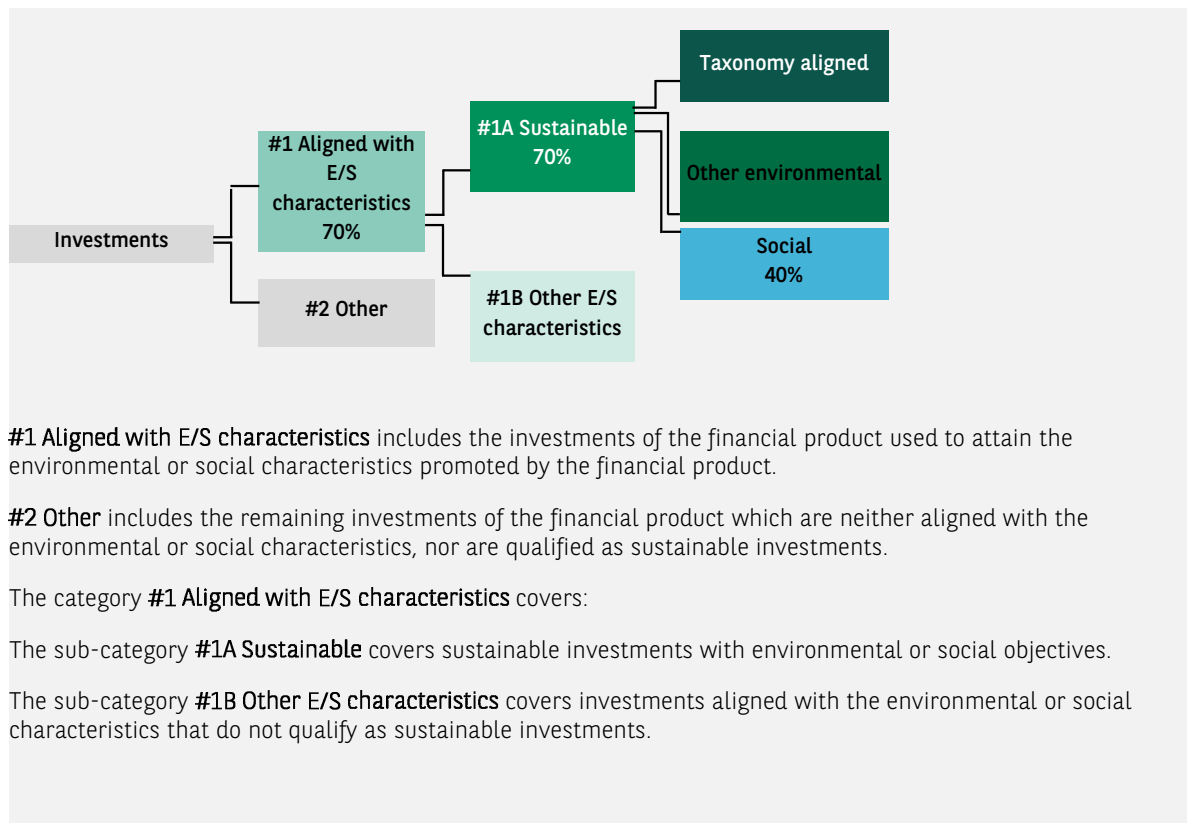 Taxonomy aligned
#1A Sustainable
70%
#1 Aligned with
E/S
characteristics
70%
Other environmental
Investments
Social
40%
#2 Other
#1B Other E/S
characteristics
#1 Aligned with E/S characteristics includes the investments of the financial product used to attain the
environmental or social characteristics promoted by the financial product.
#2 Other includes the remaining investments of the financial product which are neither aligned with the
environmental or social characteristics, nor are qualified as sustainable investments.
The category #1 Aligned with E/S characteristics covers:
The sub-category #1A Sustainable covers sustainable investments with environmental or social objectives.
The sub-category #1B Other E/S characteristics covers investments aligned with the environmental or social
characteristics that do not qualify as sustainable investments.